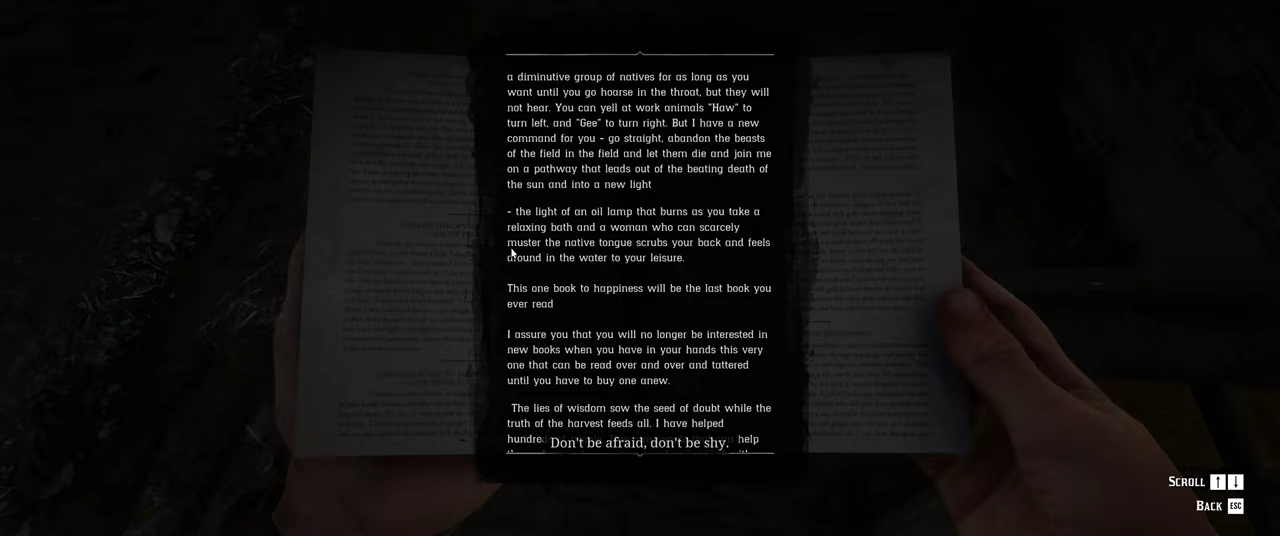 a diminutive group of natives for as long as you
want until you go hoarse in the throat, but they will
not hear. You can yell at work animals "Haw" to
turn left, and "Gee" to turn right. But I have a new
command for you - go straight, abandon the beasts
of the field in the field and let them die and join me
on a pathway that leads out of the beating death of
the sun and into a new light
- the light of an oil lamp that burns as you take a
relaxing bath and a woman who can scarcely
muster the native tongue scrubs your back and feels
around in the water to your leisure.
This one book to happiness will be the last book you
ever read
I assure you that you will no longer be interested in
new books when you have in your hands this very
one that can be read over and over and tattered
until you have to buy one anew.
The lies of wisdom sow the seed of doubt while the
truth of the harvest feeds all. I have helped
help
Don't be afraid, don't be shy.
SCROLL ↑ ↓
BACK ESC